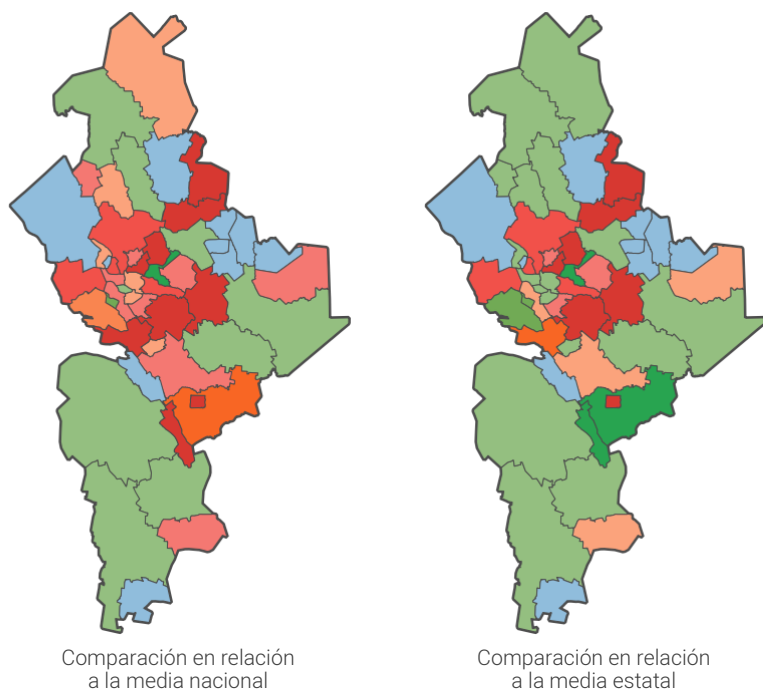 Comparación en relación
a la media nacional
Comparación en relación
a la media estatal